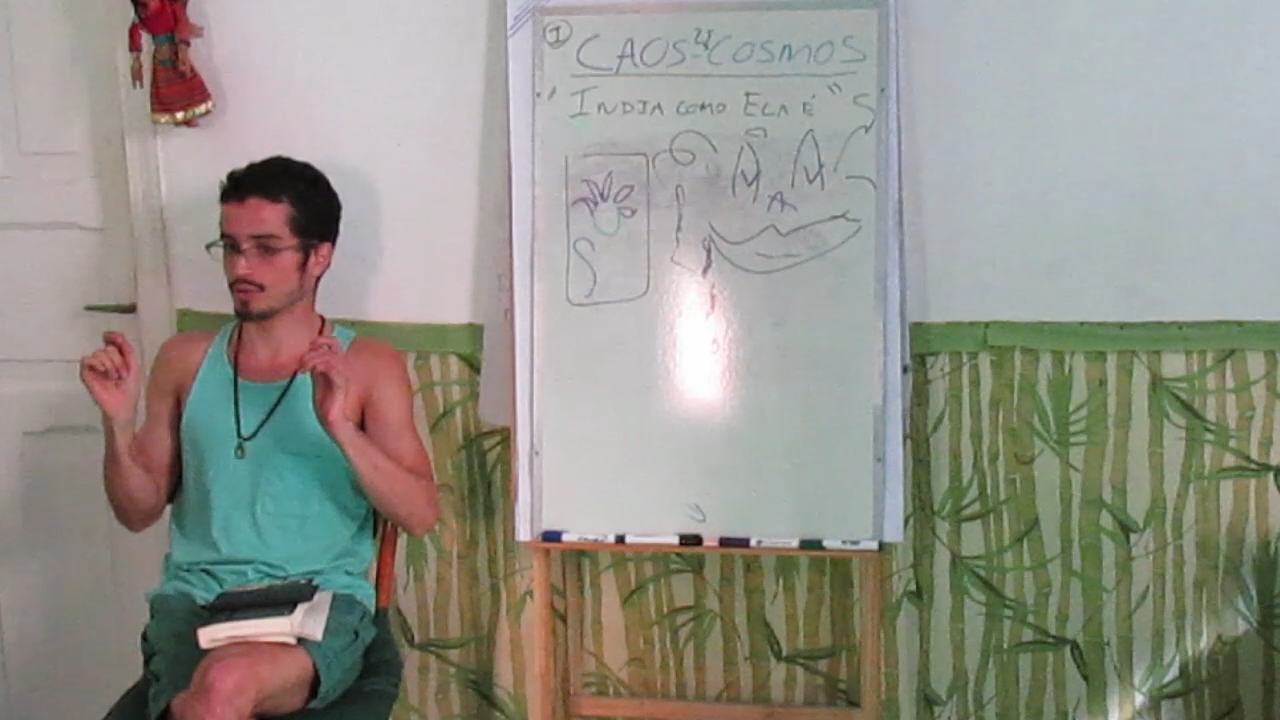 ① CAOS & COSMOS
"INDIA COMO ELA É"